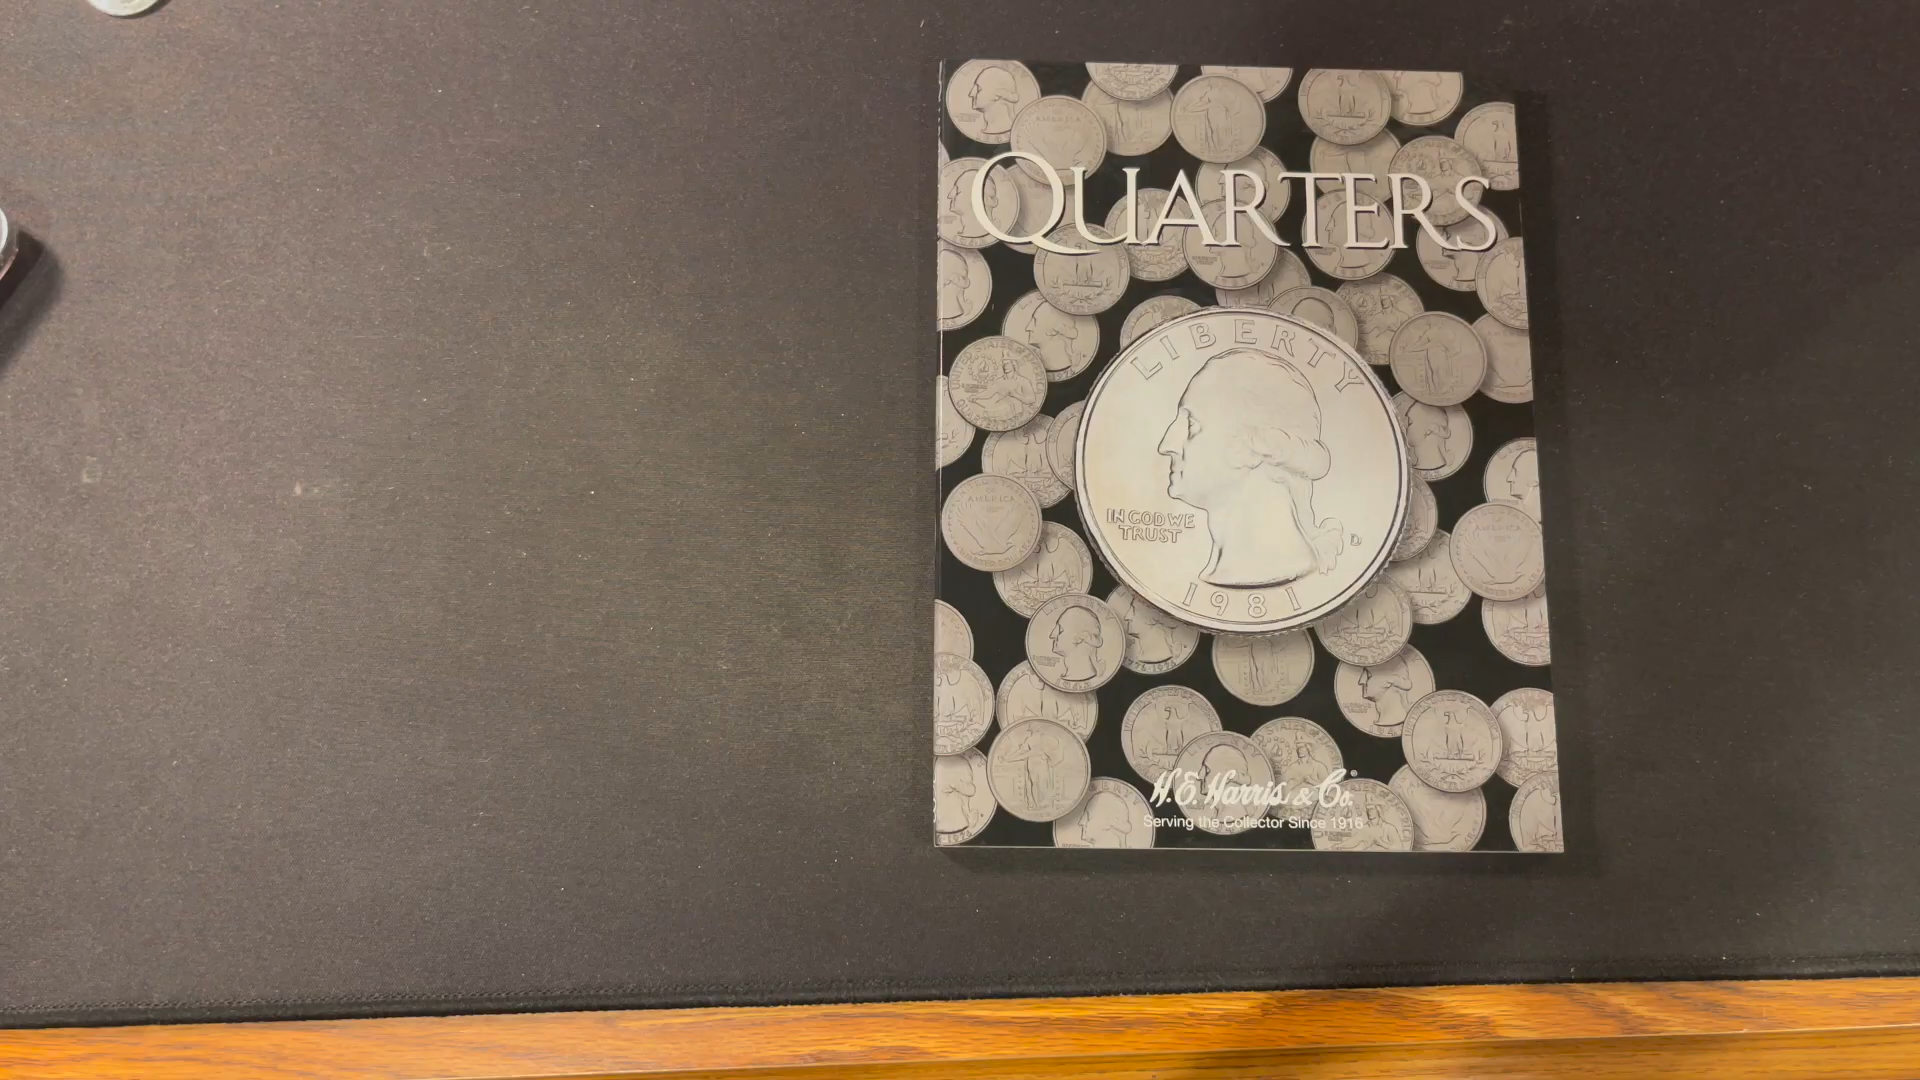 QUARTERS
LIBERTY
IN GOD WE
TRUST
D
1981
H.E. Harris & Co.®
Serving the Collector Since 1916